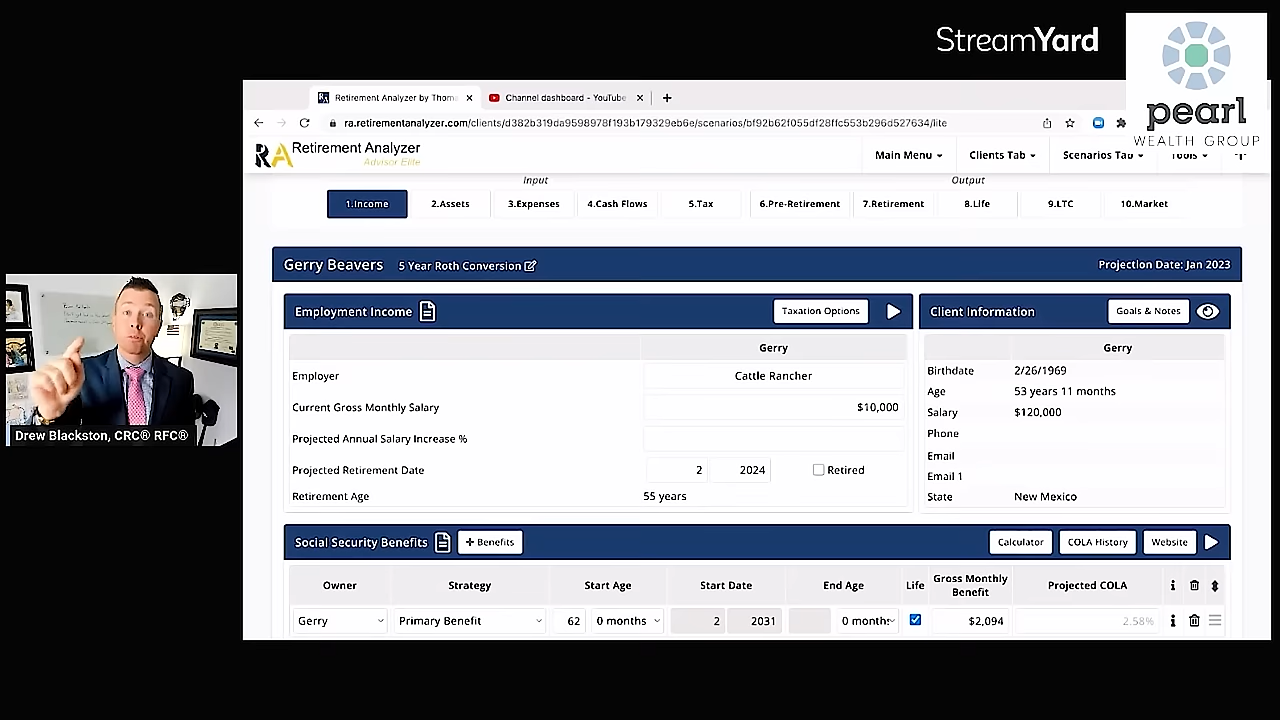 StreamYard
pearl
WEALTH GROUP
Retirement Analyzer by Thom
Channel dashboard - YouTube
ra.retirementanalyzer.com/clients/d382b319da9598978f193b179329eb6e/scenarios/bf92b62f055df28ffc553b296d527634/lite
RA Retirement Analyzer
Advisor Elite
Main Menu
Clients Tab
Scenarios Tab
Tools
Input
Output
1.Income
2.Assets
3.Expenses
4.Cash Flows
5.Tax
6.Pre-Retirement
7.Retirement
8.Life
9.LTC
10.Market
Gerry Beavers
5 Year Roth Conversion
Projection Date: Jan 2023
Employment Income
Taxation Options
Gerry
Employer
Cattle Rancher
Current Gross Monthly Salary
$10,000
Projected Annual Salary Increase %
Projected Retirement Date
2
2024
Retired
Retirement Age
55 years
Client Information
Goals & Notes
Gerry
Birthdate
2/26/1969
Age
53 years 11 months
Salary
$120,000
Phone
Email
Email 1
State
New Mexico
Drew Blackston, CRC® RFC®
Social Security Benefits
+ Benefits
Calculator
COLA History
Website
Owner
Strategy
Start Age
Start Date
End Age
Life
Gross Monthly
Benefit
Projected COLA
Gerry
Primary Benefit
62
0 months
2
2031
0 months
$2,094
2.58%